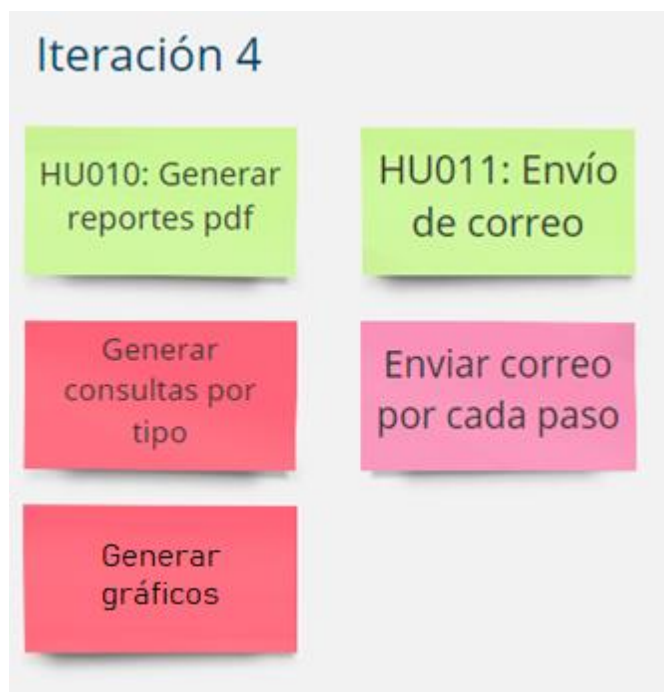 Iteración 4
HU010: Generar
reportes pdf
HU011: Envío
de correo
Generar
consultas por
tipo
Enviar correo
por cada paso
Generar
gráficos